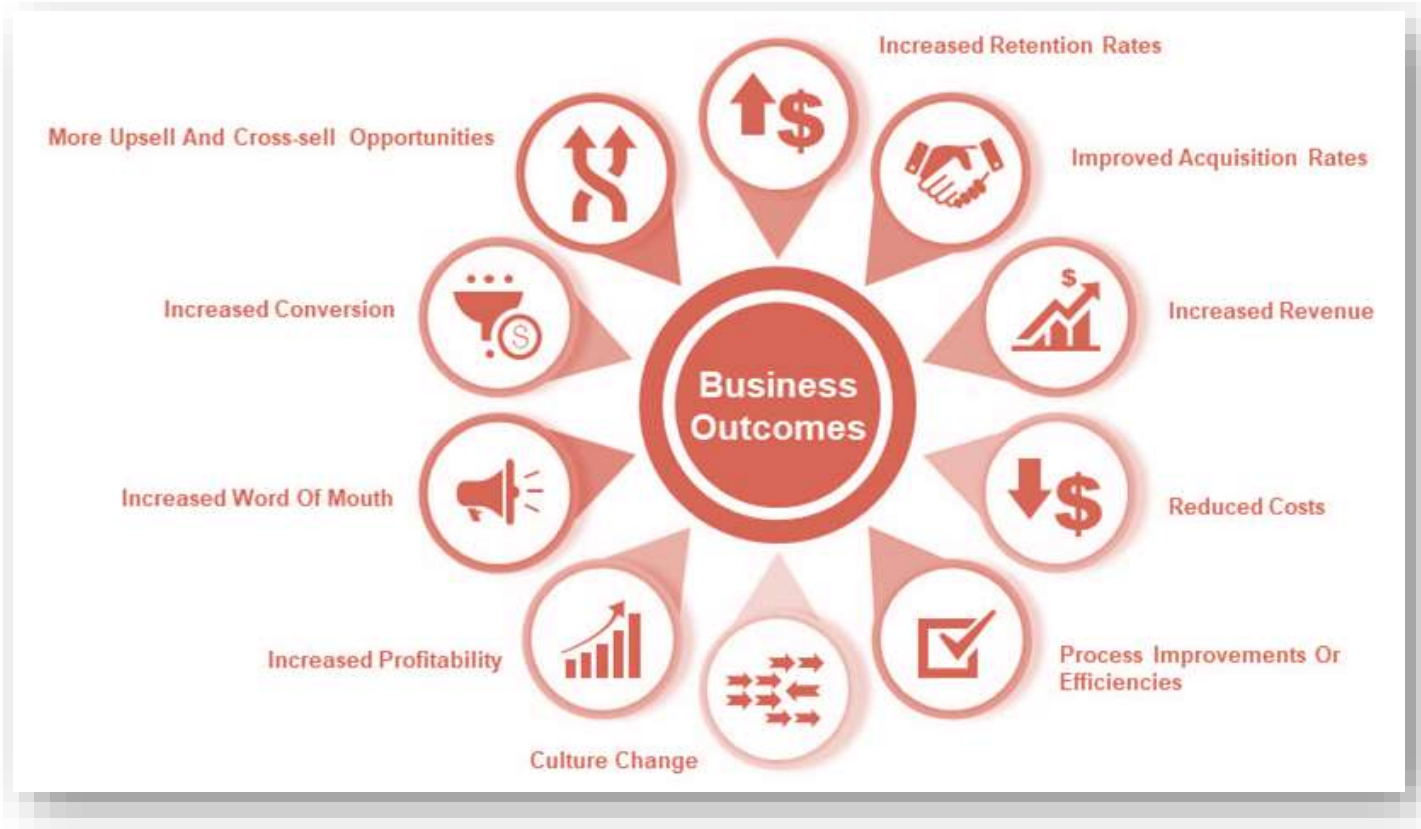 Increased Retention Rates
More Upsell And Cross-sell Opportunities
Improved Acquisition Rates
$
$
Increased Conversion
Increased Revenue
$
Business
Outcomes
Increased Word Of Mouth
Reduced Costs
$
Increased Profitability
Process Improvements Or
Efficiencies
Culture Change